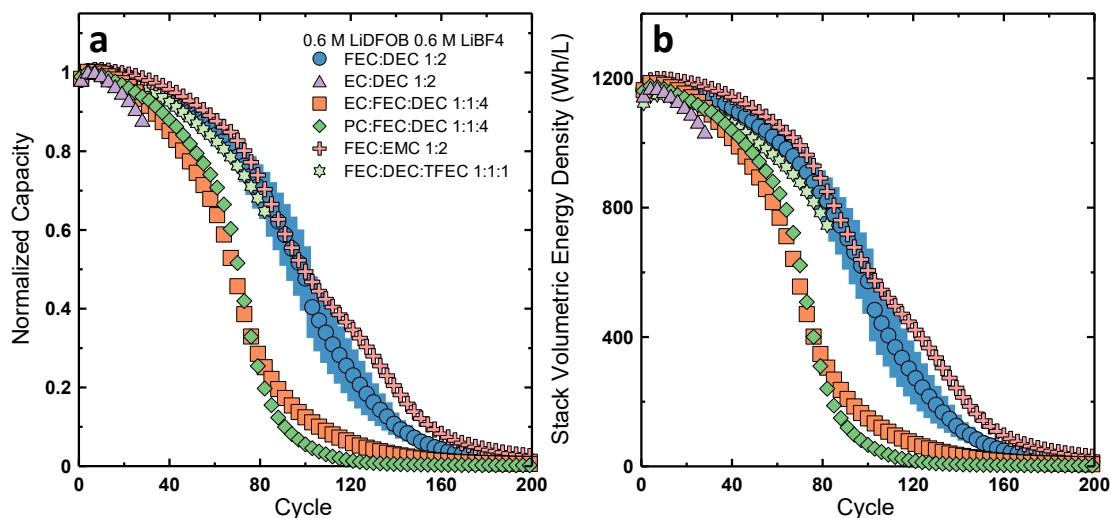 a
0.6 M LiDFOB 0.6 M LiBF4
FEC:DEC 1:2
EC:DEC 1:2
EC:FEC:DEC 1:1:4
PC:FEC:DEC 1:1:4
FEC:EMC 1:2
FEC:DEC:TFEC 1:1:1
Normalized Capacity
1
0.8
0.6
0.4
0.2
0
0 40 80 120 160 200
Cycle
b
Stack Volumetric Energy Density (Wh/L)
1200
800
400
0
0 40 80 120 160 200
Cycle